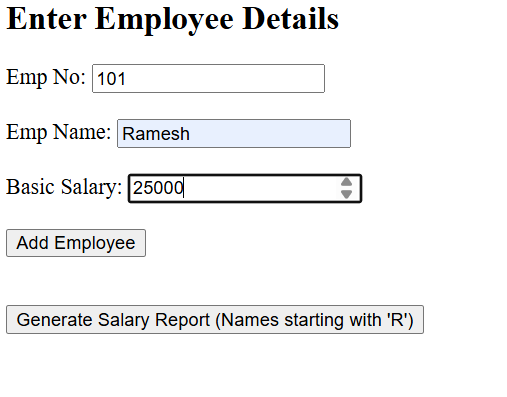 Enter Employee Details
Emp No: 101
Emp Name: Ramesh
Basic Salary: 25000
Add Employee
Generate Salary Report (Names starting with 'R')